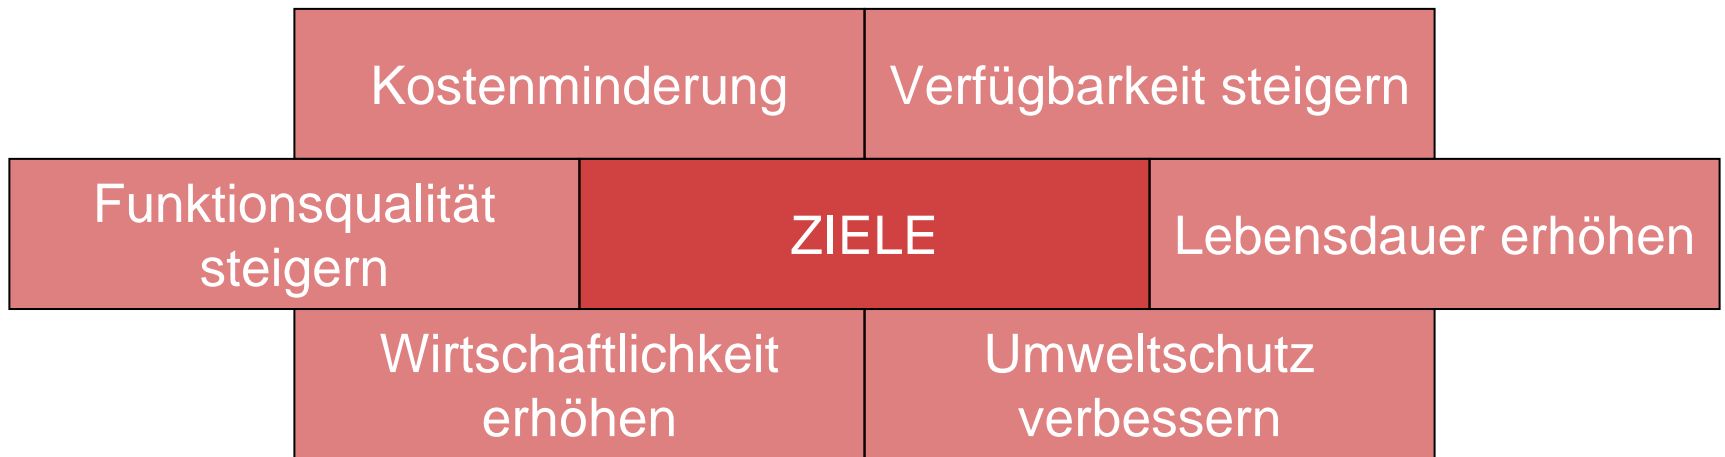 Kostenminderung
Verfügbarkeit steigern
Funktionsqualität
steigern
ZIELE
Lebensdauer erhöhen
Wirtschaftlichkeit
erhöhen
Umweltschutz
verbessern